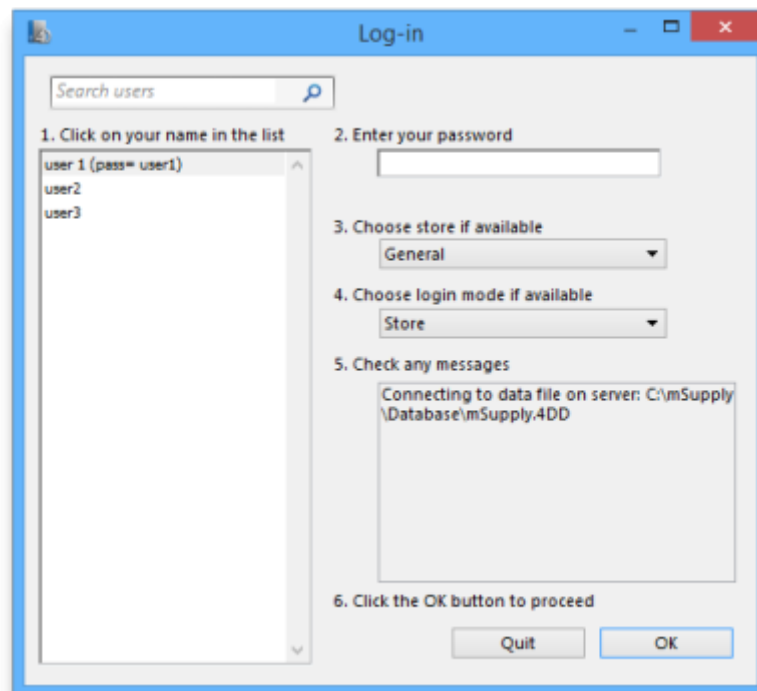 Log-in
Search users
1. Click on your name in the list
user 1 (pass= user1)
user2
user3
2. Enter your password
3. Choose store if available
General
4. Choose login mode if available
Store
5. Check any messages
Connecting to data file on server: C:\mSupply
\Database\mSupply.4DD
6. Click the OK button to proceed
Quit
OK